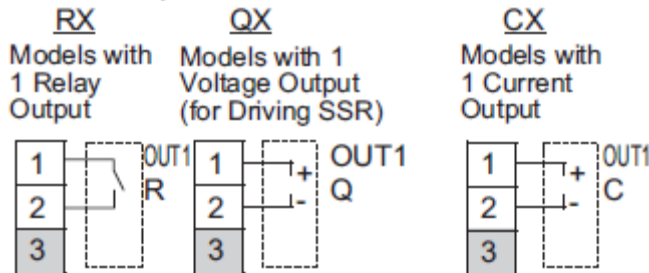 RX
Models with
1 Relay
Output
1
2
3
OUT1
R
QX
Models with 1
Voltage Output
(for Driving SSR)
1
2
3
+
-
OUT1
Q
CX
Models with
1 Current
Output
1
2
3
+
-
OUT1
C